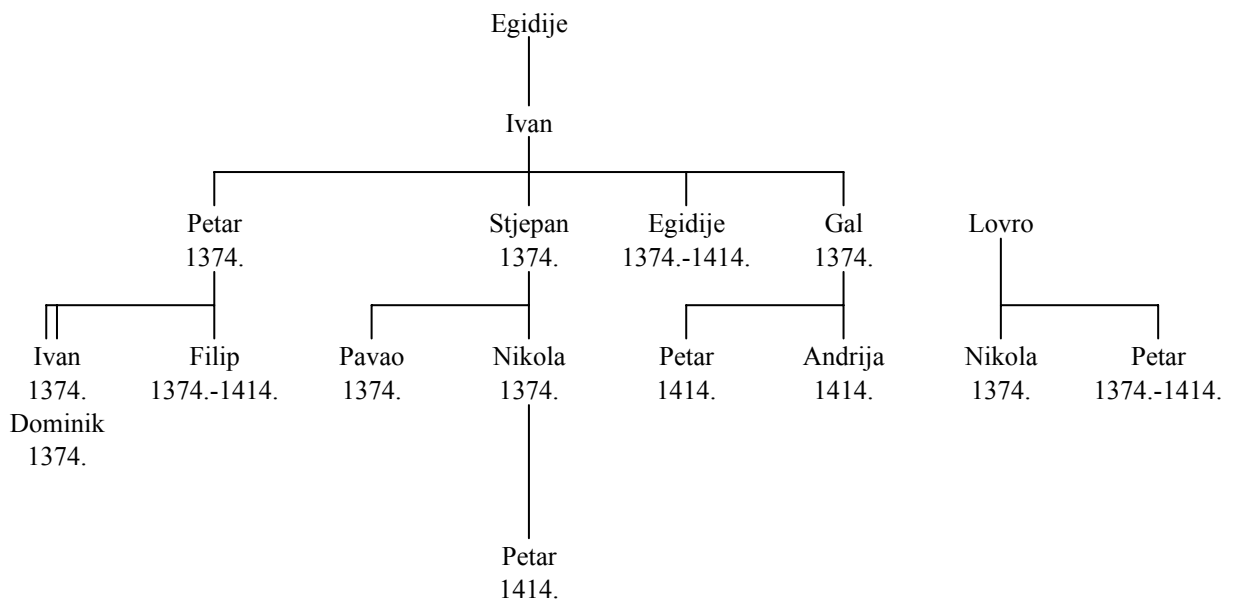 Egidije
Ivan
Petar Stjepan Egidije Gal Lovro
1374. 1374. 1374.-1414. 1374.
Ivan Filip Pavao Nikola Petar Andrija Nikola Petar
1374. 1374.-1414. 1374. 1374. 1414. 1414. 1374. 1374.-1414.
Dominik
1374.
Petar
1414.